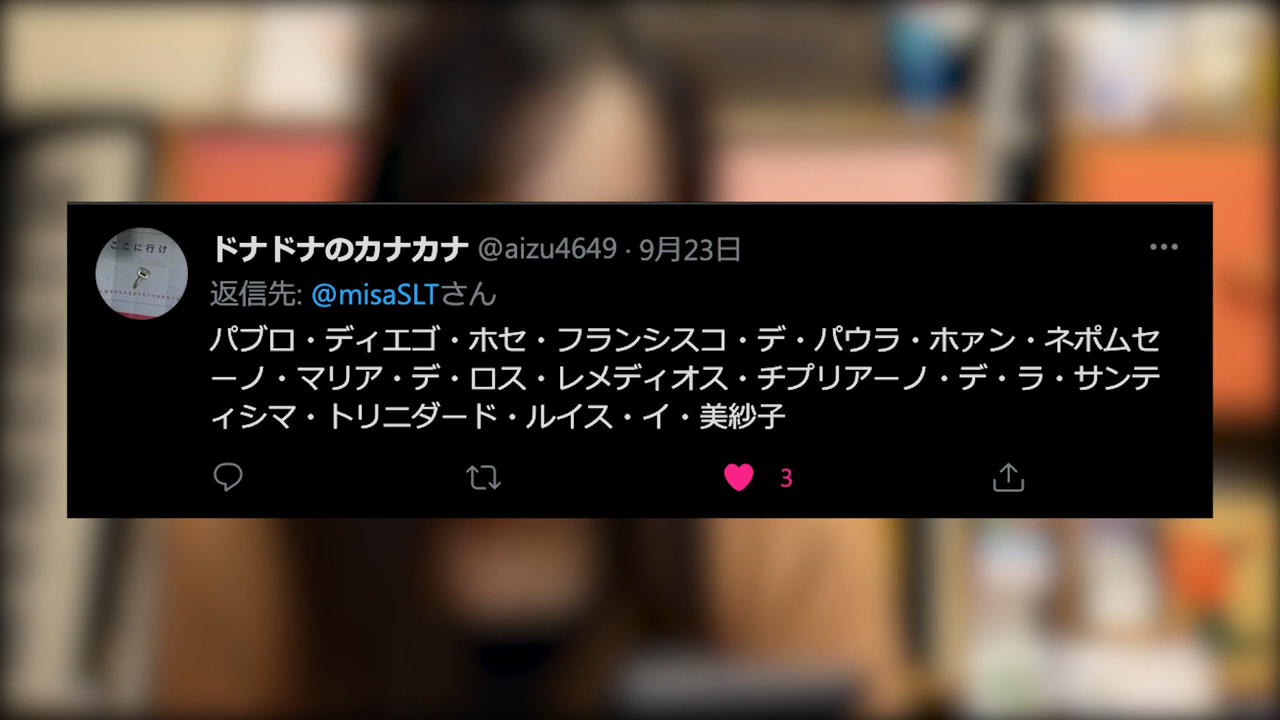 ここに行け
ドナドナのカナカナ @aizu4649 · 9月23日
返信先: @misaSLTさん
パブロ・ディエゴ・ホセ・フランシスコ・デ・パウラ・ホァン・ネポムセ
ーノ・マリア・デ・ロス・レメディオス・チプリアーノ・デ・ラ・サンテ
ィシマ・トリニダード・ルイス・イ・美紗子
3